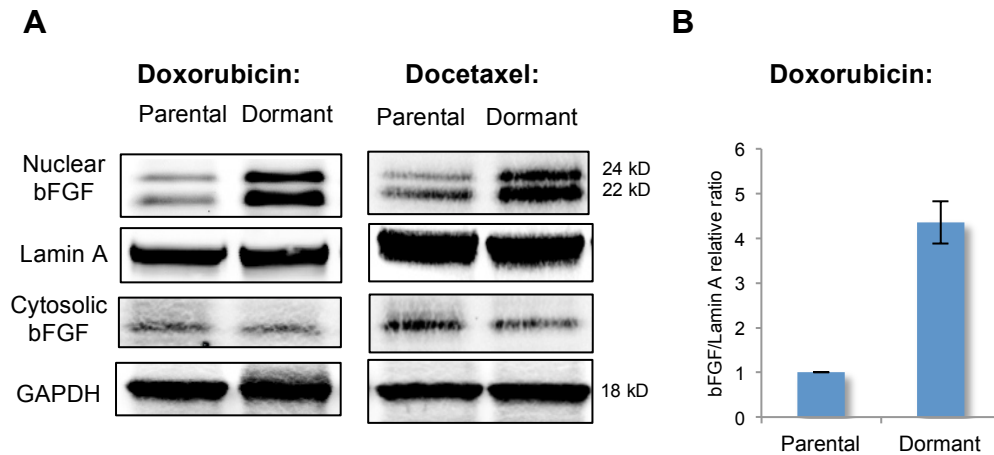 A
Doxorubicin:
Docetaxel:
Parental Dormant
Parental Dormant
Nuclear
bFGF
24 kD
22 kD
Lamin A
Cytosolic
bFGF
GAPDH
18 kD
B
Doxorubicin:
bFGF/Lamin A relative ratio
6
5
4
3
2
1
0
Parental
Dormant